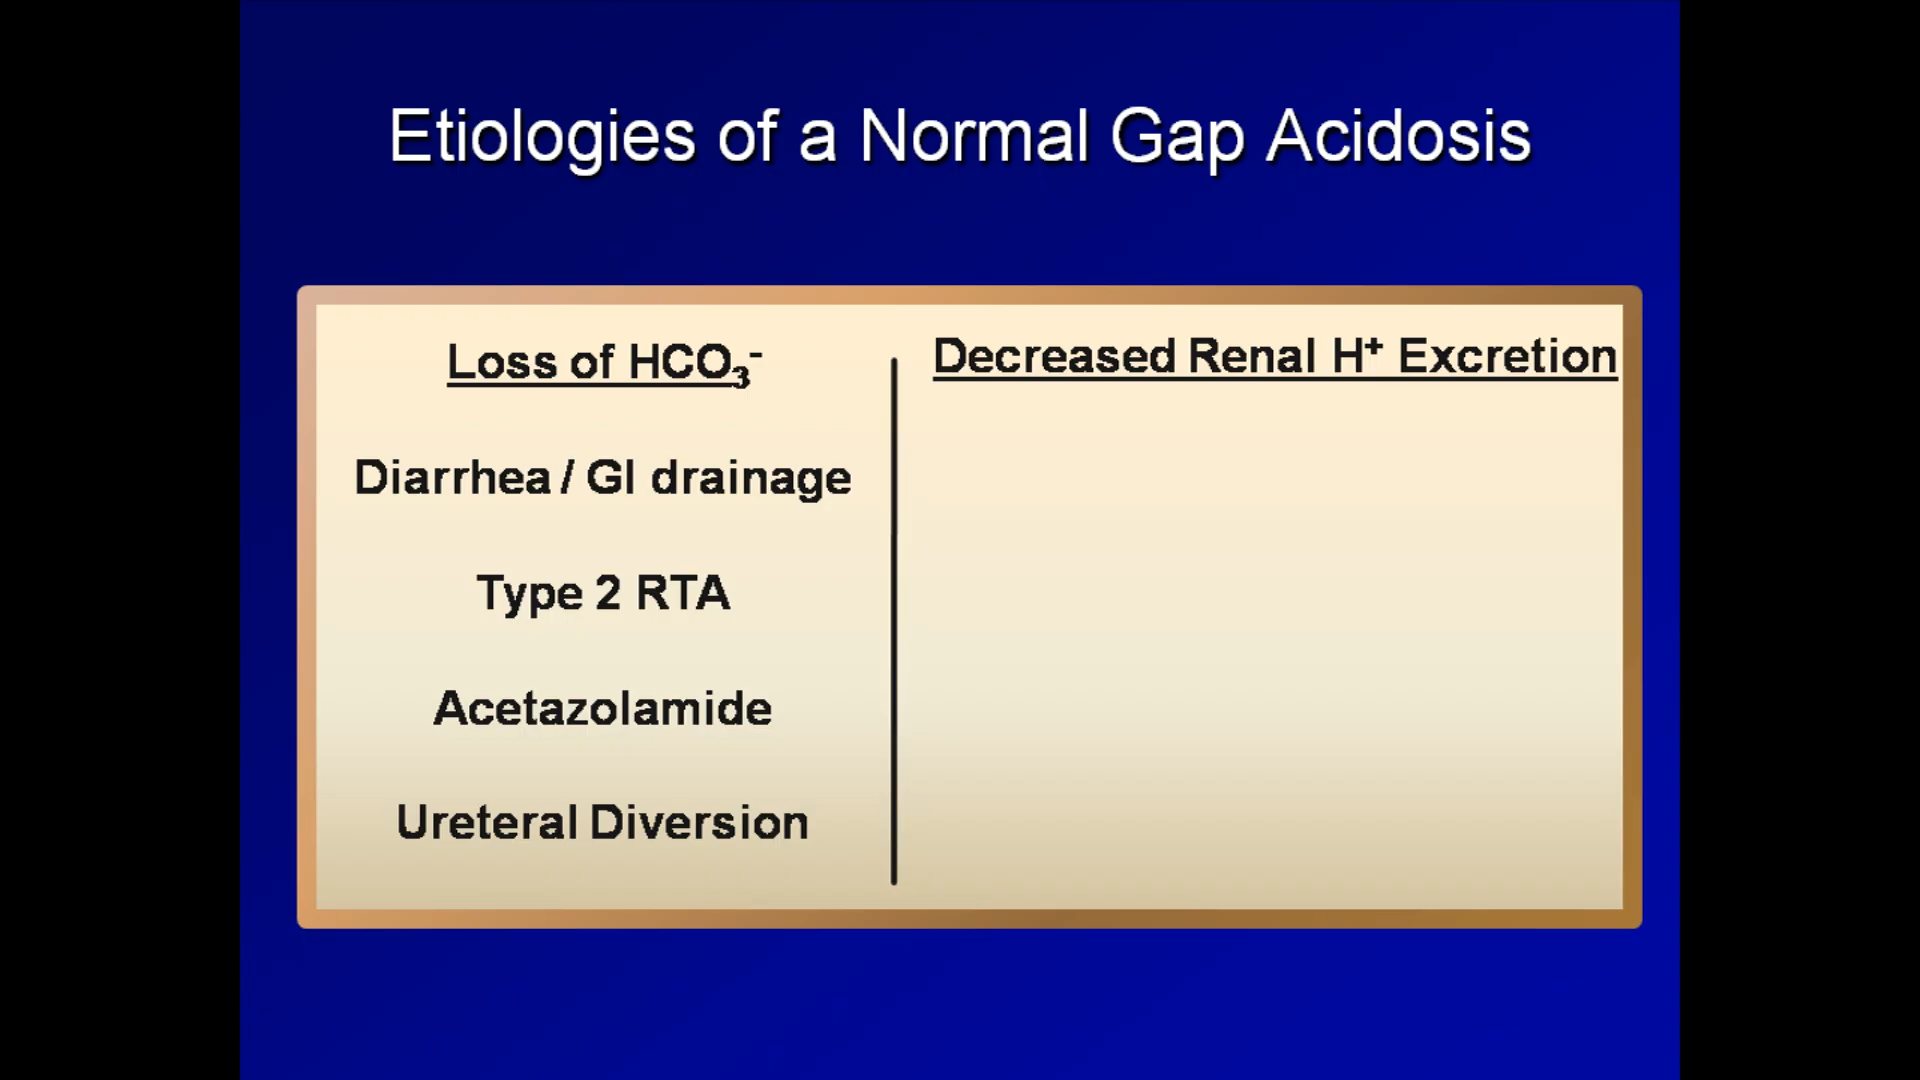 Etiologies of a Normal Gap Acidosis
Loss of HCO₃⁻
Decreased Renal H⁺ Excretion
Diarrhea / GI drainage
Type 2 RTA
Acetazolamide
Ureteral Diversion